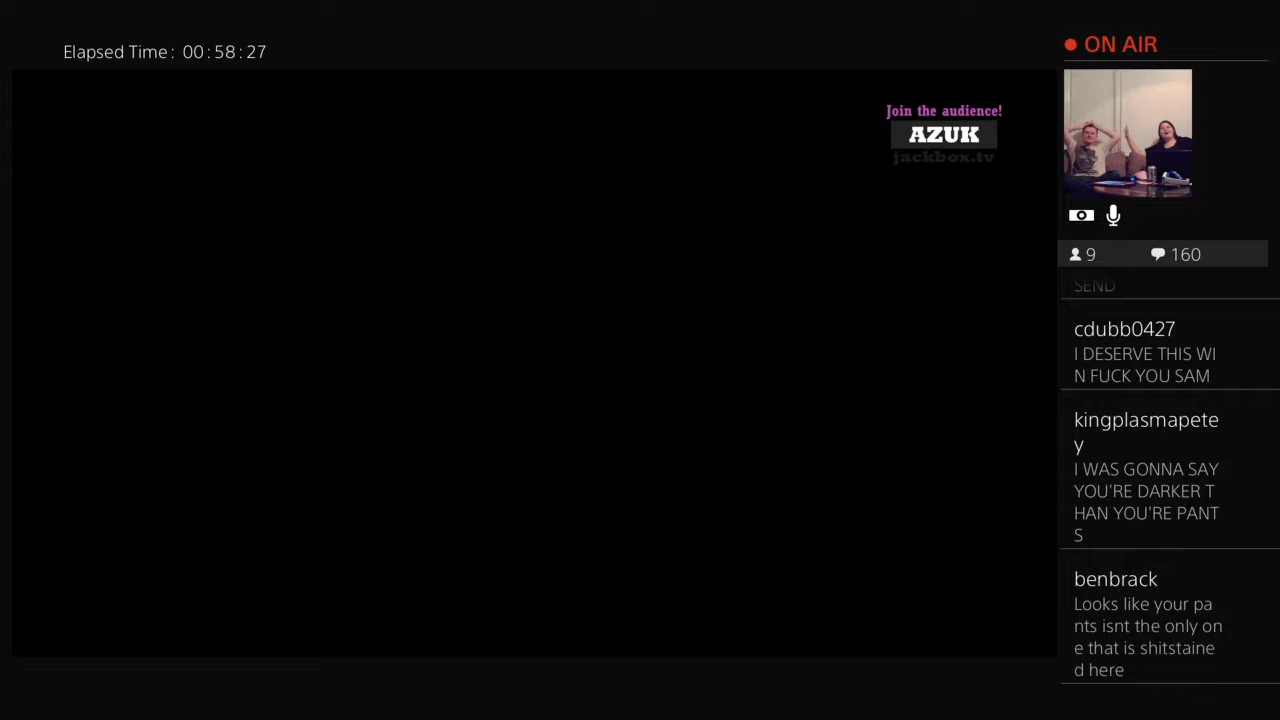 Elapsed Time: 00:58:27
ON AIR
Join the audience!
AZUK
jackbox.tv
9 160
SEND
cdubb0427
I DESERVE THIS WI
N FUCK YOU SAM
kingplasmapete
y
I WAS GONNA SAY
YOU'RE DARKER T
HAN YOU'RE PANT
S
benbrack
Looks like your pa
nts isnt the only on
e that is shitstaine
d here